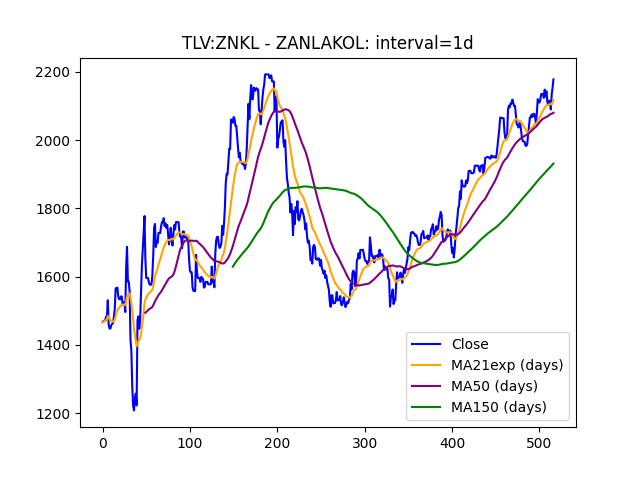 TLV:ZNKL - ZANLAKOL: interval=1d
2200
2000
1800
1600
1400
1200
0 100 200 300 400 500
Close
MA21exp (days)
MA50 (days)
MA150 (days)